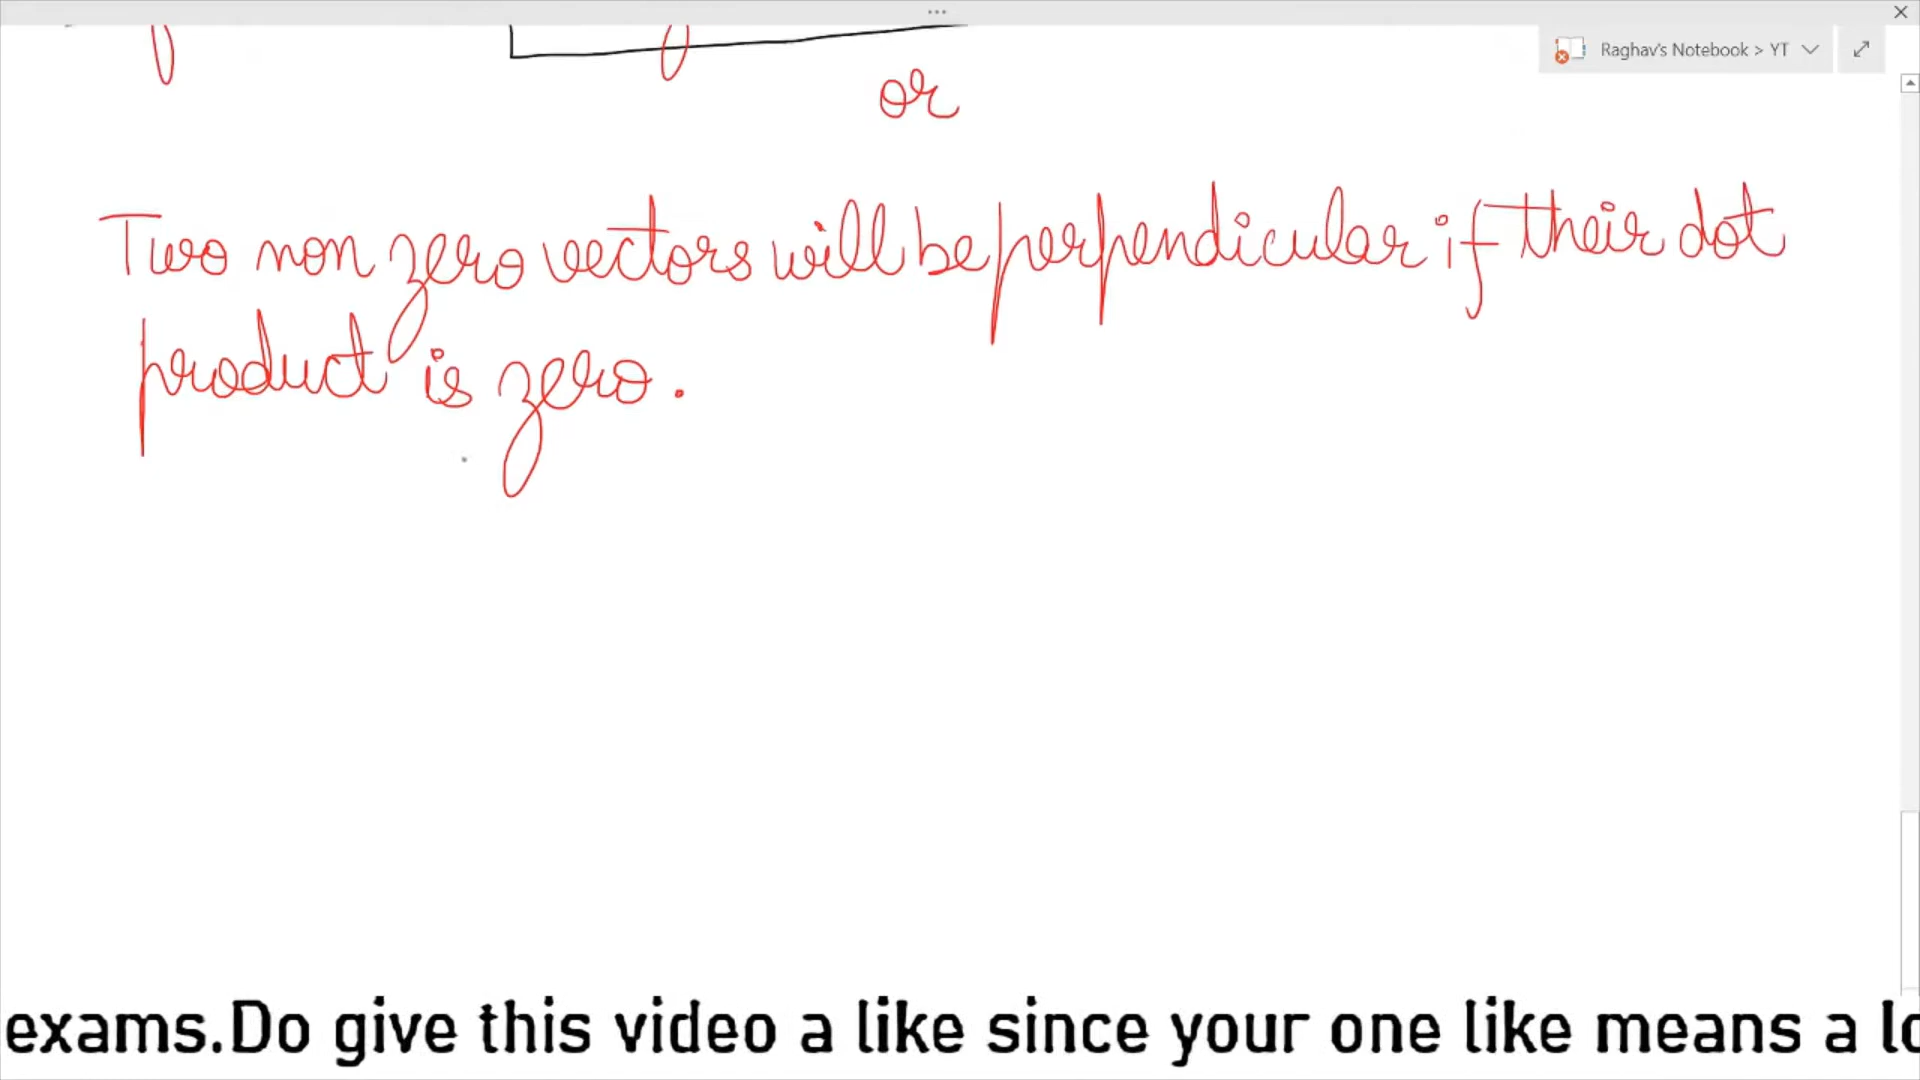 Raghav's Notebook > YT
or
Two non zero vectors will be perpendicular if their dot
product is zero.
exams.Do give this video a like since your one like means a lo